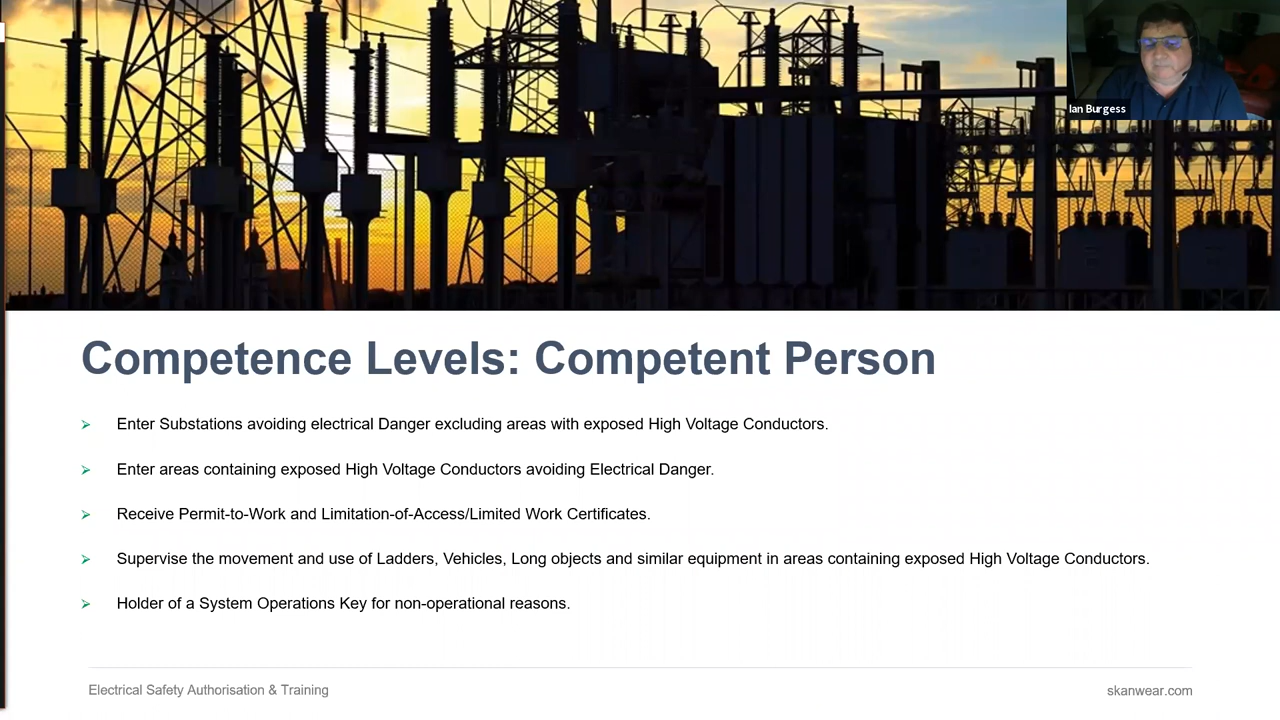 Ian Burgess
Competence Levels: Competent Person
Enter Substations avoiding electrical Danger excluding areas with exposed High Voltage Conductors.
Enter areas containing exposed High Voltage Conductors avoiding Electrical Danger.
Receive Permit-to-Work and Limitation-of-Access/Limited Work Certificates.
Supervise the movement and use of Ladders, Vehicles, Long objects and similar equipment in areas containing exposed High Voltage Conductors.
Holder of a System Operations Key for non-operational reasons.
Electrical Safety Authorisation & Training
skanwear.com